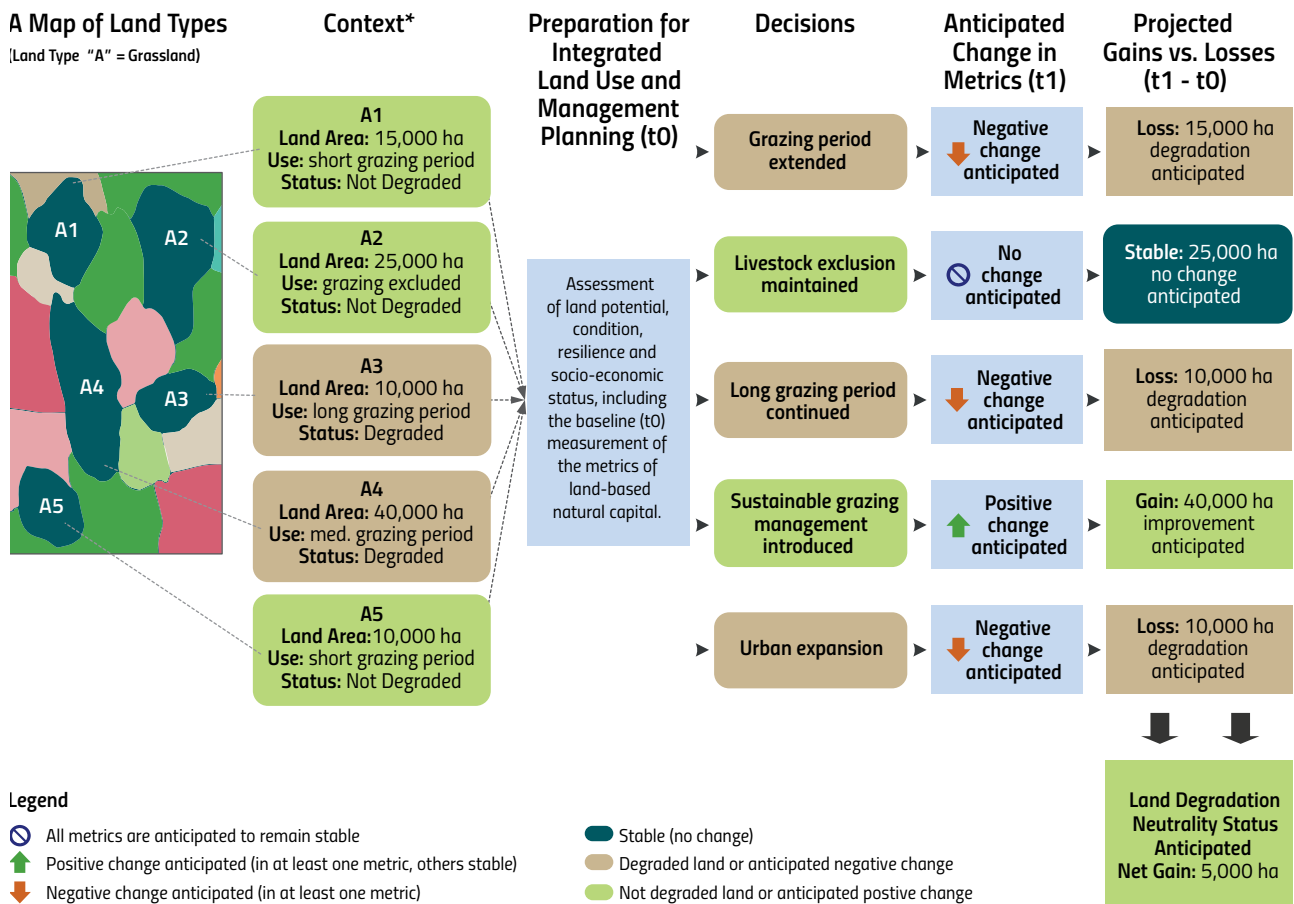 A Map of Land Types
(Land Type "A" = Grassland)
Context*
Preparation for
Integrated
Land Use and
Management
Planning (t0)
Decisions
Anticipated
Change in
Metrics (t1)
Projected
Gains vs. Losses
(t1 - t0)
A1
A2
A4
A3
A5
A1
Land Area: 15,000 ha
Use: short grazing period
Status: Not Degraded
A2
Land Area: 25,000 ha
Use: grazing excluded
Status: Not Degraded
A3
Land Area: 10,000 ha
Use: long grazing period
Status: Degraded
A4
Land Area: 40,000 ha
Use: med. grazing period
Status: Degraded
A5
Land Area:10,000 ha
Use: short grazing period
Status: Not Degraded
Assessment
of land potential,
condition,
resilience and
socio-economic
status, including
the baseline (t0)
measurement of
the metrics of
land-based
natural capital.
Grazing period
extended
Negative
change
anticipated
Loss: 15,000 ha
degradation
anticipated
Livestock exclusion
maintained
No
change
anticipated
Stable: 25,000 ha
no change
anticipated
Long grazing period
continued
Negative
change
anticipated
Loss: 10,000 ha
degradation
anticipated
Sustainable grazing
management
introduced
Positive
change
anticipated
Gain: 40,000 ha
improvement
anticipated
Urban expansion
Negative
change
anticipated
Loss: 10,000 ha
degradation
anticipated
Land Degradation
Neutrality Status
Anticipated
Net Gain: 5,000 ha
Legend
All metrics are anticipated to remain stable
Positive change anticipated (in at least one metric, others stable)
Negative change anticipated (in at least one metric)
Stable (no change)
Degraded land or anticipated negative change
Not degraded land or anticipated postive change